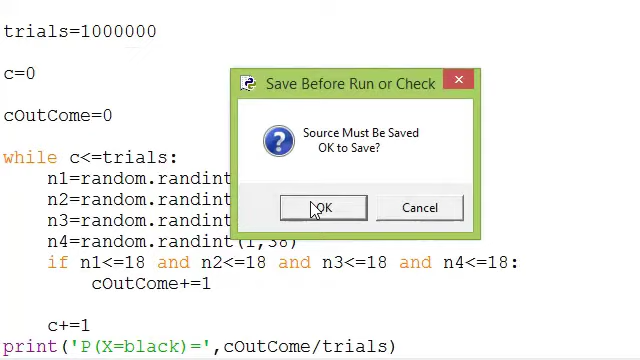 trials=1000000
c=0
cOutCome=0
while c<=trials:
n1=random.randint
n2=random.randint
n3=random.randint
n4=random.randint(1,38)
if n1<=18 and n2<=18 and n3<=18 and n4<=18:
cOutCome+=1
c+=1
print('P(X=black)=',cOutCome/trials)
Save Before Run or Check
Source Must Be Saved
OK to Save?
OK
Cancel